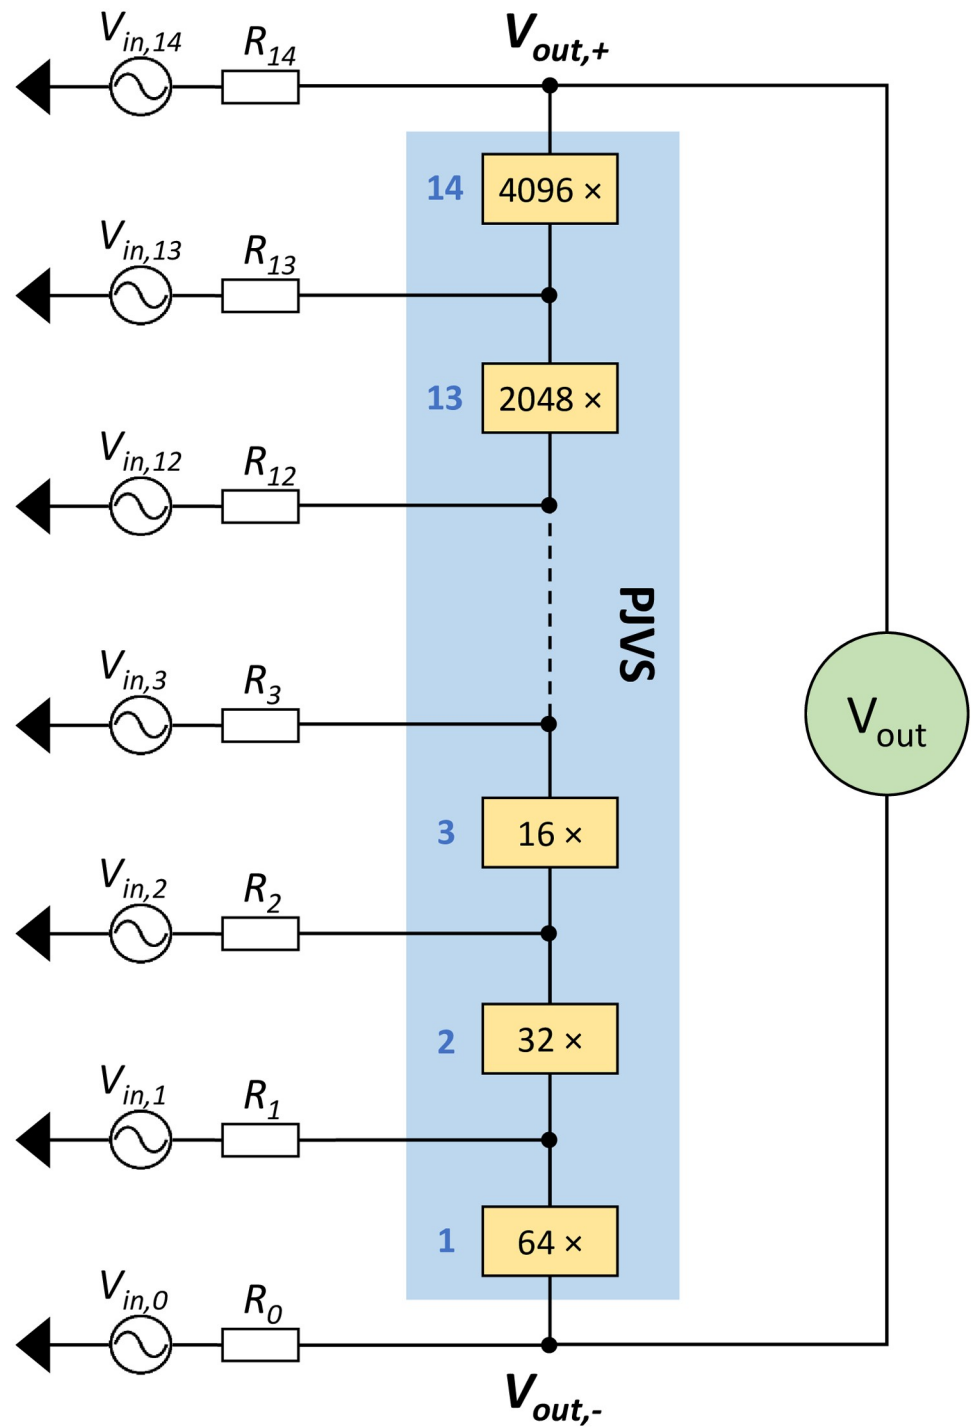 V_out,+
V_in,14 R_14
14 4096 ×
V_in,13 R_13
13 2048 ×
V_in,12 R_12
PJVS
V_in,3 R_3
V_out
3 16 ×
V_in,2 R_2
2 32 ×
V_in,1 R_1
1 64 ×
V_in,0 R_0
V_out,-